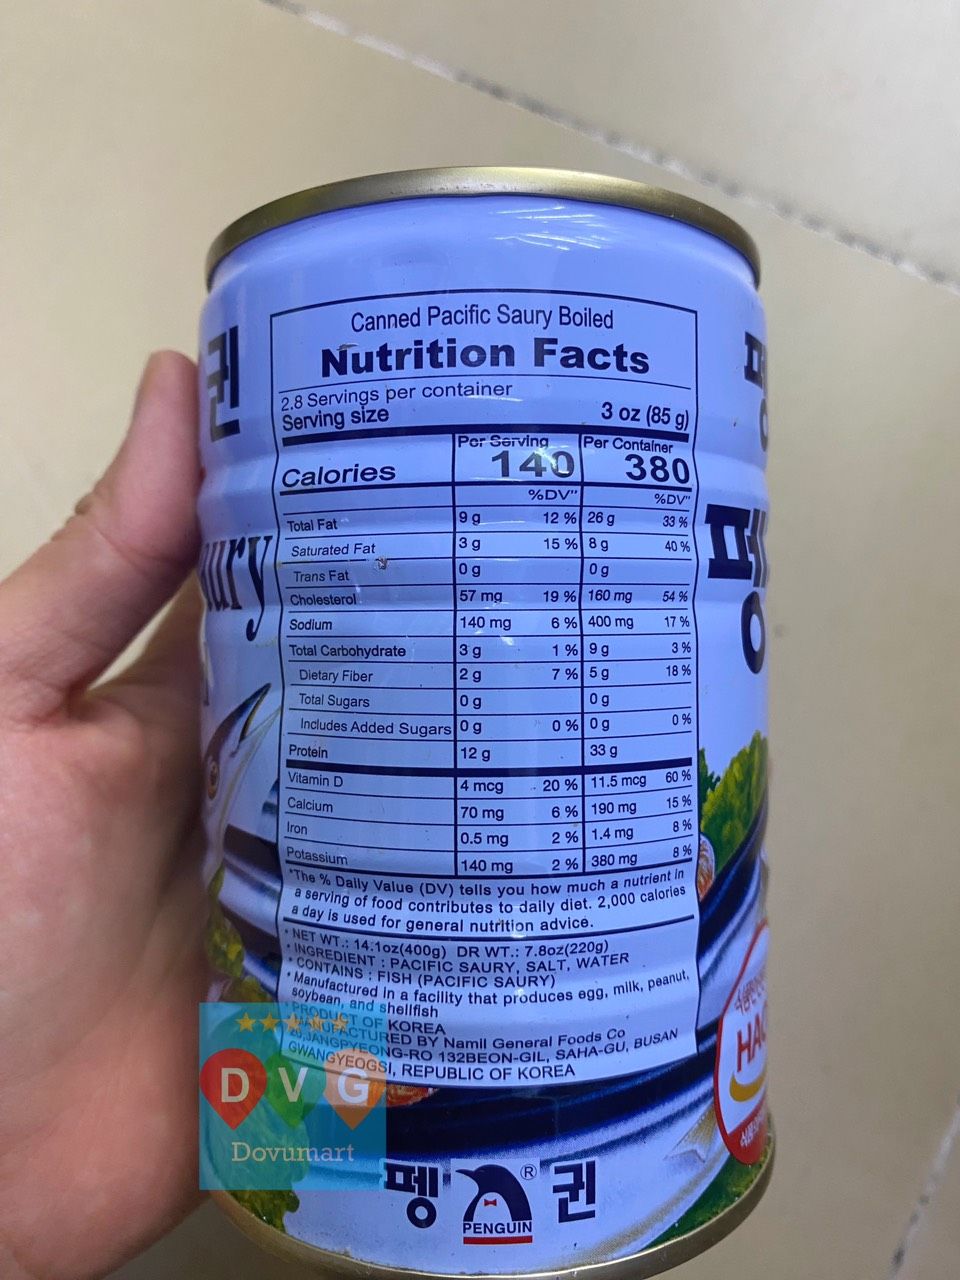 귄
ury
펭
Canned Pacific Saury Boiled
Nutrition Facts
2.8 Servings per container
Serving size 3 oz (85 g)
Per Serving Per Container
Calories 140 380
%DV* %DV*
Total Fat 9 g 12 % 26 g 33 %
Saturated Fat 3 g 15 % 8 g 40 %
Trans Fat 0 g 0 g
Cholesterol 57 mg 19 % 160 mg 54 %
Sodium 140 mg 6 % 400 mg 17 %
Total Carbohydrate 3 g 1 % 9 g 3 %
Dietary Fiber 2 g 7 % 5 g 18 %
Total Sugars 0 g 0 g
Includes Added Sugars 0 g 0 % 0 g 0 %
Protein 12 g 33 g
Vitamin D 4 mcg 20 % 11.5 mcg 60 %
Calcium 70 mg 6 % 190 mg 15 %
Iron 0.5 mg 2 % 1.4 mg 8 %
Potassium 140 mg 2 % 380 mg 8 %
*The % Daily Value (DV) tells you how much a nutrient in
a serving of food contributes to daily diet. 2,000 calories
a day is used for general nutrition advice.
• NET WT.: 14.1oz(400g) DR WT.: 7.8oz(220g)
• INGREDIENT : PACIFIC SAURY, SALT, WATER
• CONTAINS : FISH (PACIFIC SAURY)
• Manufactured in a facility that produces egg, milk, peanut,
soybean, and shellfish
• PRODUCT OF KOREA
• MANUFACTURED BY Namil General Foods Co
20,JANGPYEONG-RO 132BEON-GIL, SAHA-GU, BUSAN
GWANGYEOGSI, REPUBLIC OF KOREA
HAC
D V G
Dovumart
펭 ® 귄
PENGUIN